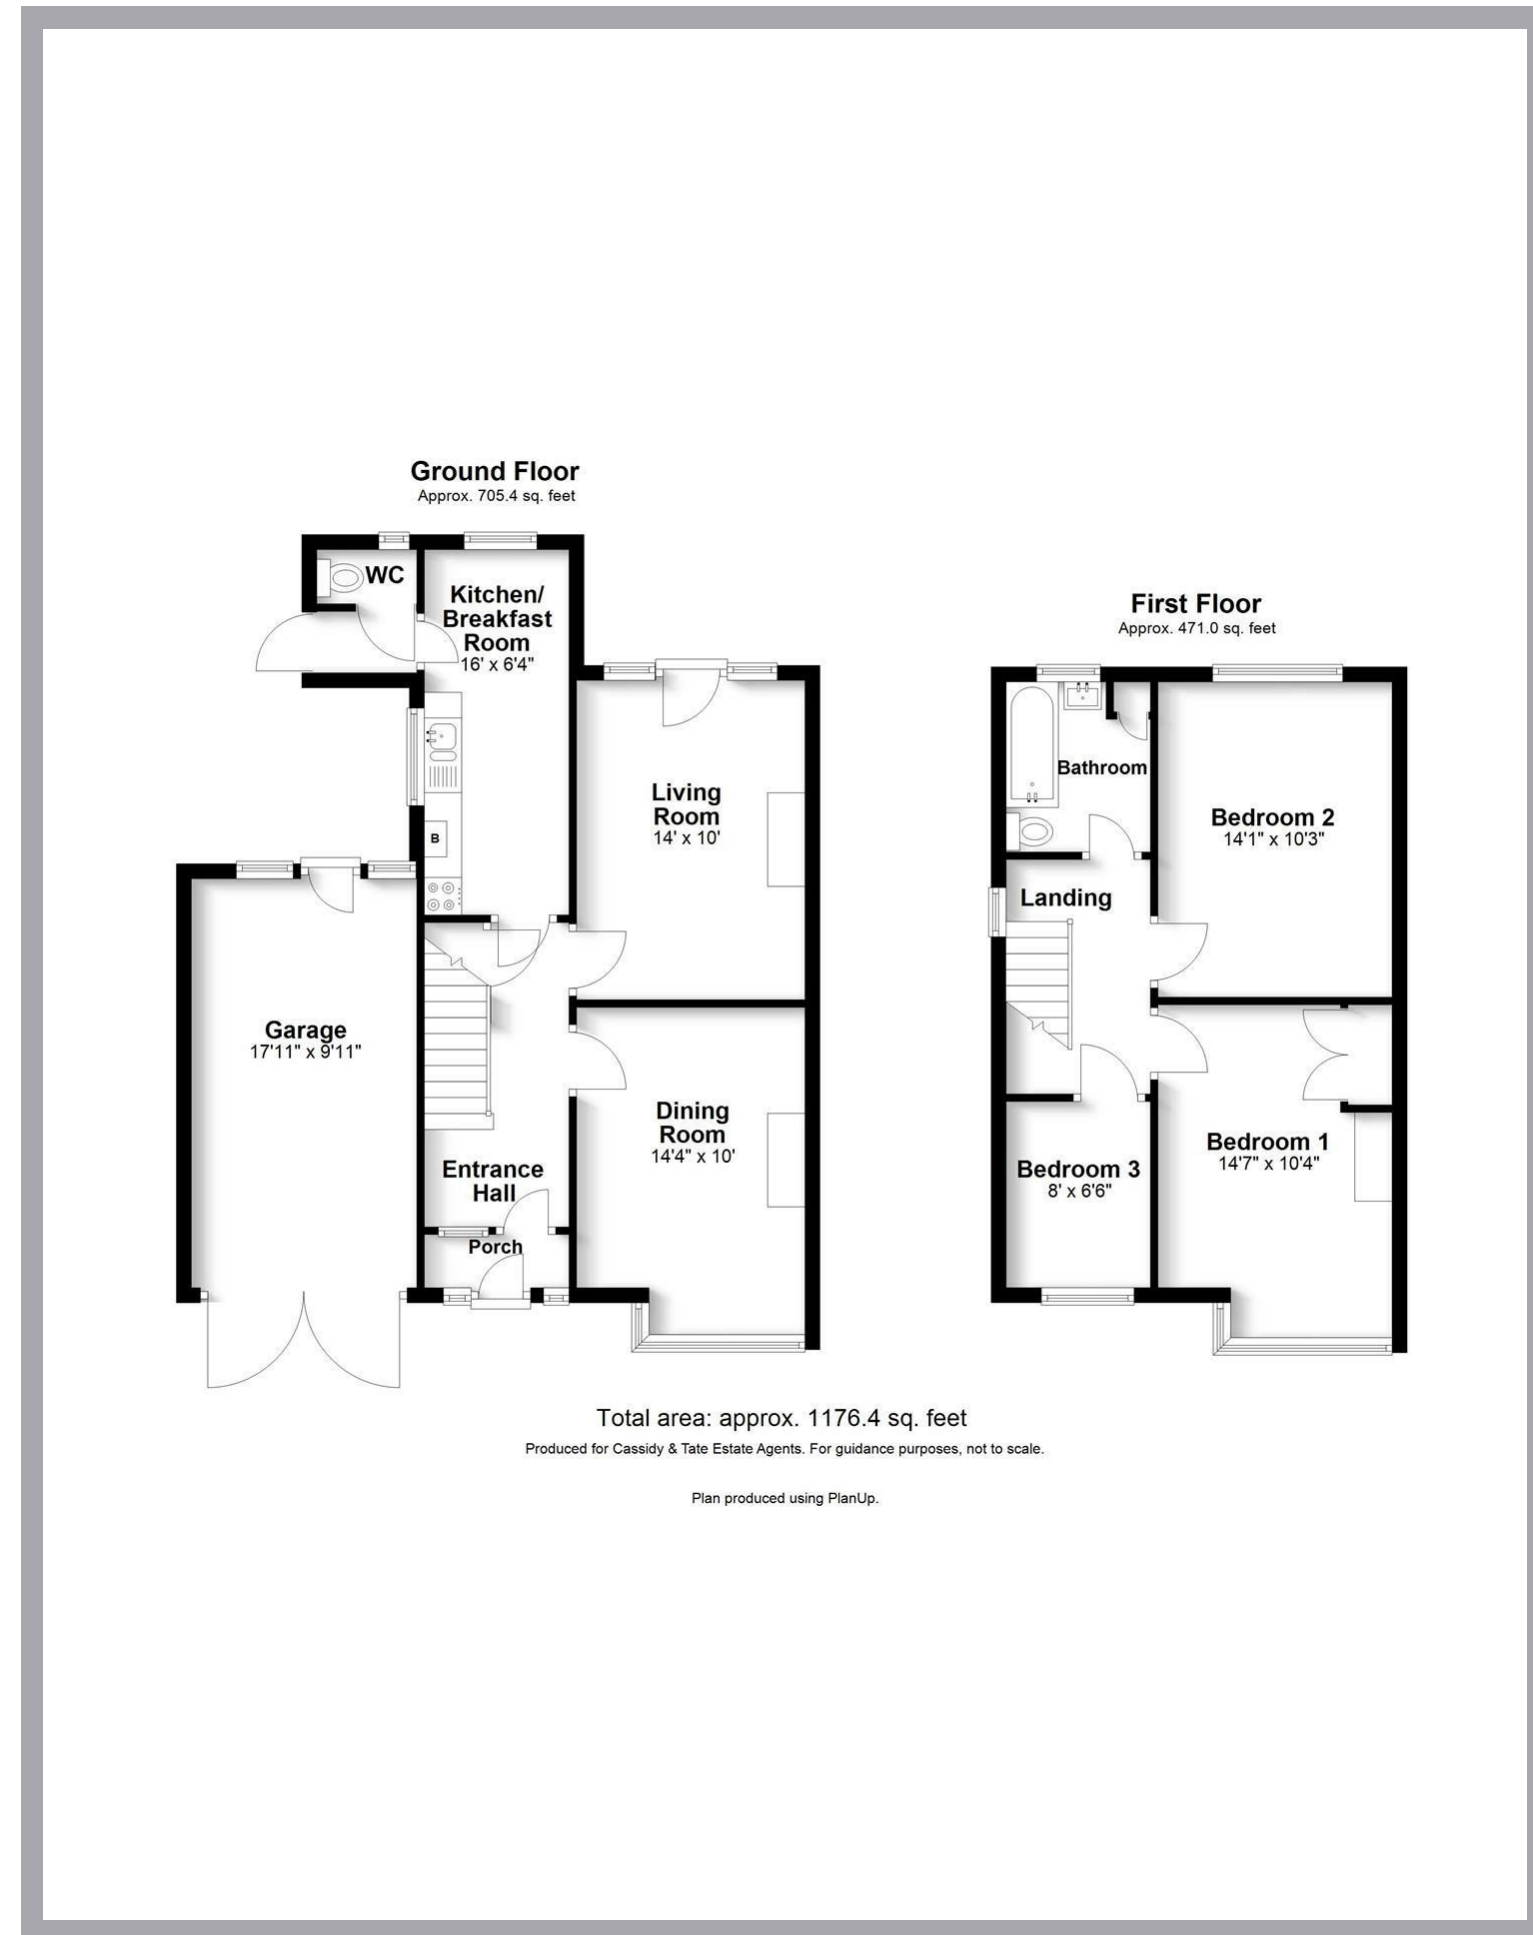 Ground Floor
Approx. 705.4 sq. feet
WC
Kitchen/
Breakfast
Room
16' x 6'4"
B
Living
Room
14' x 10'
Garage
17'11" x 9'11"
Dining
Room
14'4" x 10'
Entrance
Hall
Porch
First Floor
Approx. 471.0 sq. feet
Bathroom
Bedroom 2
14'1" x 10'3"
Landing
Bedroom 1
14'7" x 10'4"
Bedroom 3
8' x 6'6"
Total area: approx. 1176.4 sq. feet
Produced for Cassidy & Tate Estate Agents. For guidance purposes, not to scale.
Plan produced using PlanUp.